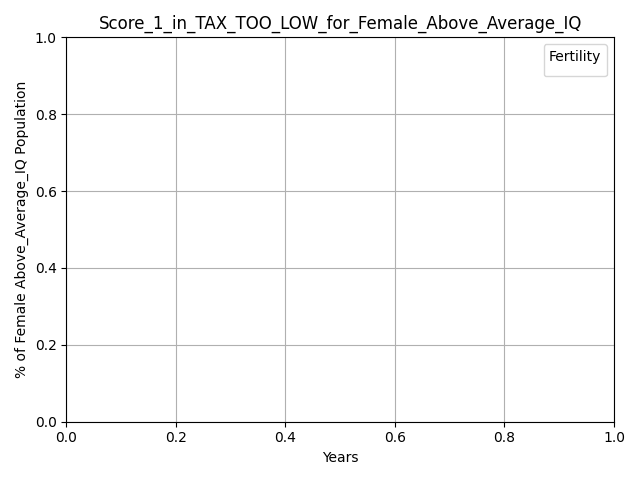 Score_1_in_TAX_TOO_LOW_for_Female_Above_Average_IQ
Fertility
% of Female Above_Average_IQ Population
1.0
0.8
0.6
0.4
0.2
0.0
0.0 0.2 0.4 0.6 0.8 1.0
Years